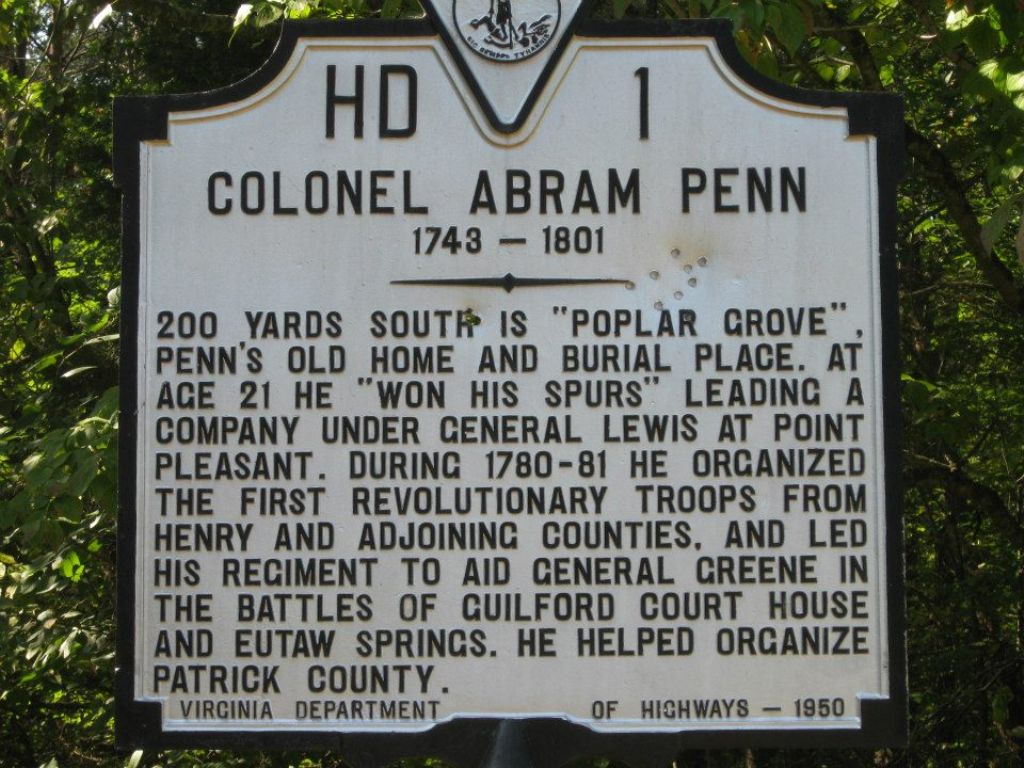 SIC SEMPER TYRANNIS
HD 1
COLONEL ABRAM PENN
1743 — 1801
200 YARDS SOUTH IS "POPLAR GROVE",
PENN'S OLD HOME AND BURIAL PLACE. AT
AGE 21 HE "WON HIS SPURS" LEADING A
COMPANY UNDER GENERAL LEWIS AT POINT
PLEASANT. DURING 1780-81 HE ORGANIZED
THE FIRST REVOLUTIONARY TROOPS FROM
HENRY AND ADJOINING COUNTIES, AND LED
HIS REGIMENT TO AID GENERAL GREENE IN
THE BATTLES OF GUILFORD COURT HOUSE
AND EUTAW SPRINGS. HE HELPED ORGANIZE
PATRICK COUNTY.
VIRGINIA DEPARTMENT OF HIGHWAYS — 1950